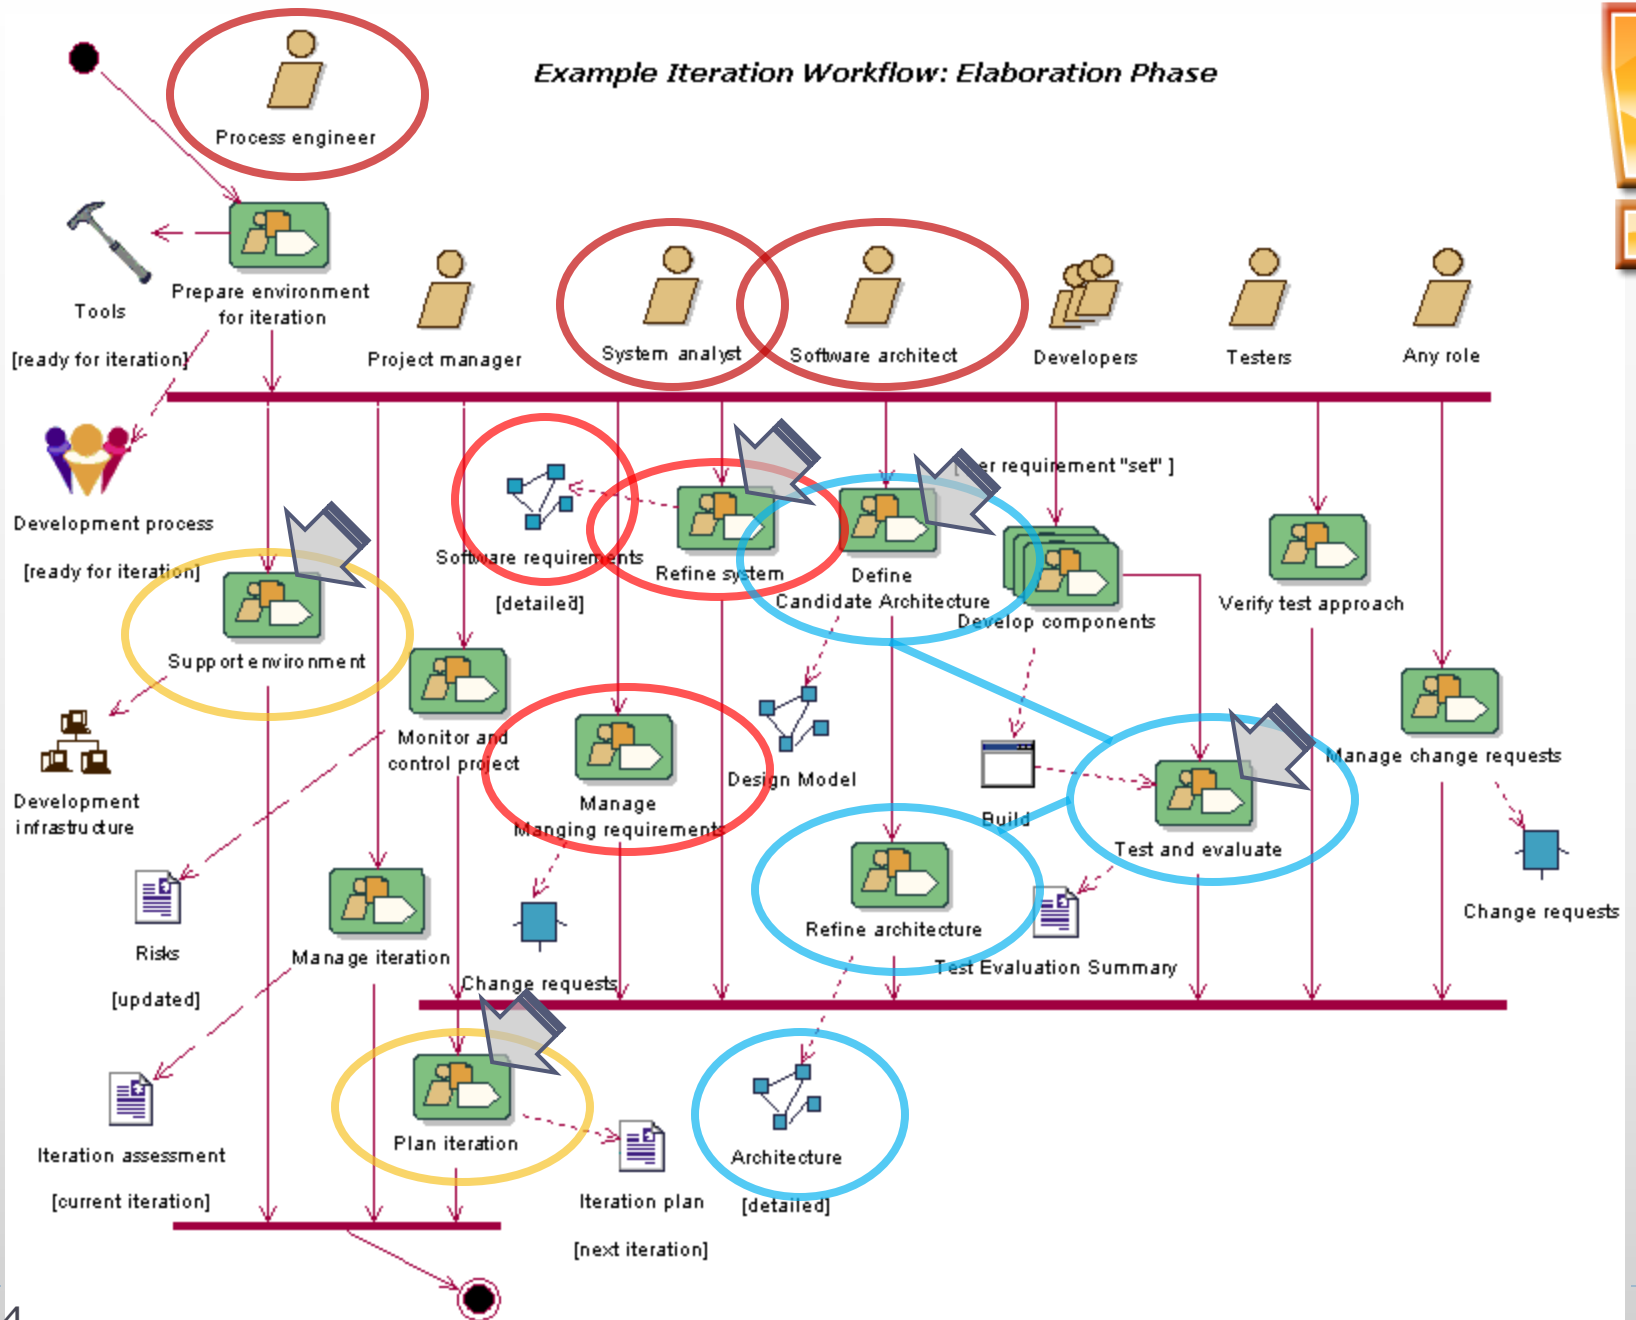 Example Iteration Workflow: Elaboration Phase
Process engineer
Tools
Prepare environment
for iteration
[ready for iteration]
Project manager
System analyst
Software architect
Developers
Testers
Any role
Development process
[ready for iteration]
requirement "set" ]
Software requirements
[detailed]
Refine system
Define
Candidate Architecture
Develop components
Verify test approach
Support environment
Monitor and
control project
Development
infrastructure
Manage
Manging requirements
Design Model
Build
Manage change requests
Test and evaluate
Risks
[updated]
Manage iteration
Change requests
Refine architecture
Test Evaluation Summary
Change requests
Iteration assessment
[current iteration]
Plan iteration
Iteration plan
[next iteration]
Architecture
[detailed]
4